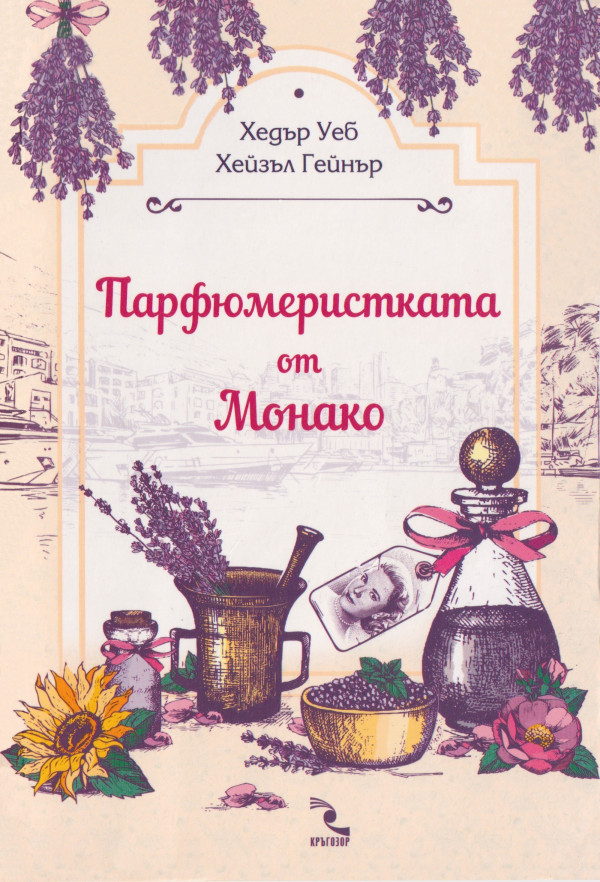 Хедър Уеб
Хейзъл Гейнър
Парфюмеристката
от
Монако
КРЪГОЗОР